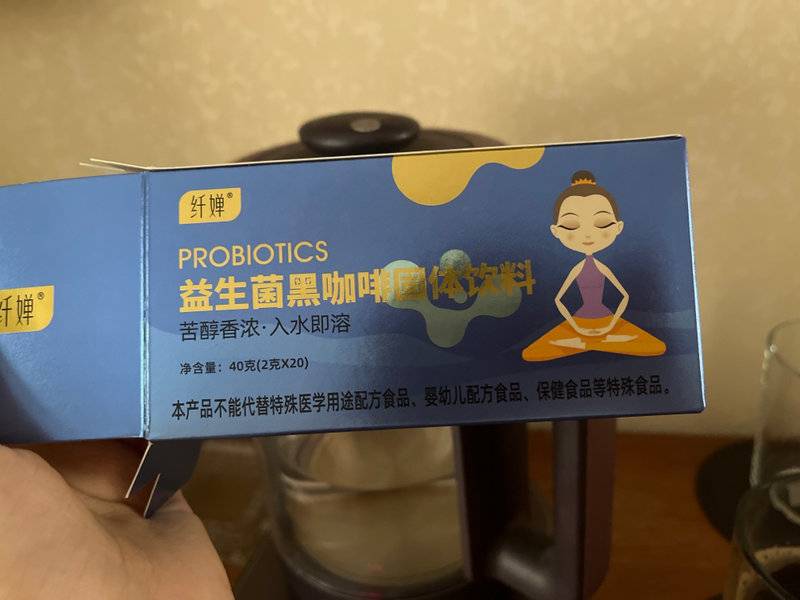 纤婵®
PROBIOTICS
益生菌黑咖啡固体饮料
苦醇香浓·入水即溶
净含量：40克(2克X20)
本产品不能代替特殊医学用途配方食品、婴幼儿配方食品、保健食品等特殊食品。
纤婵®